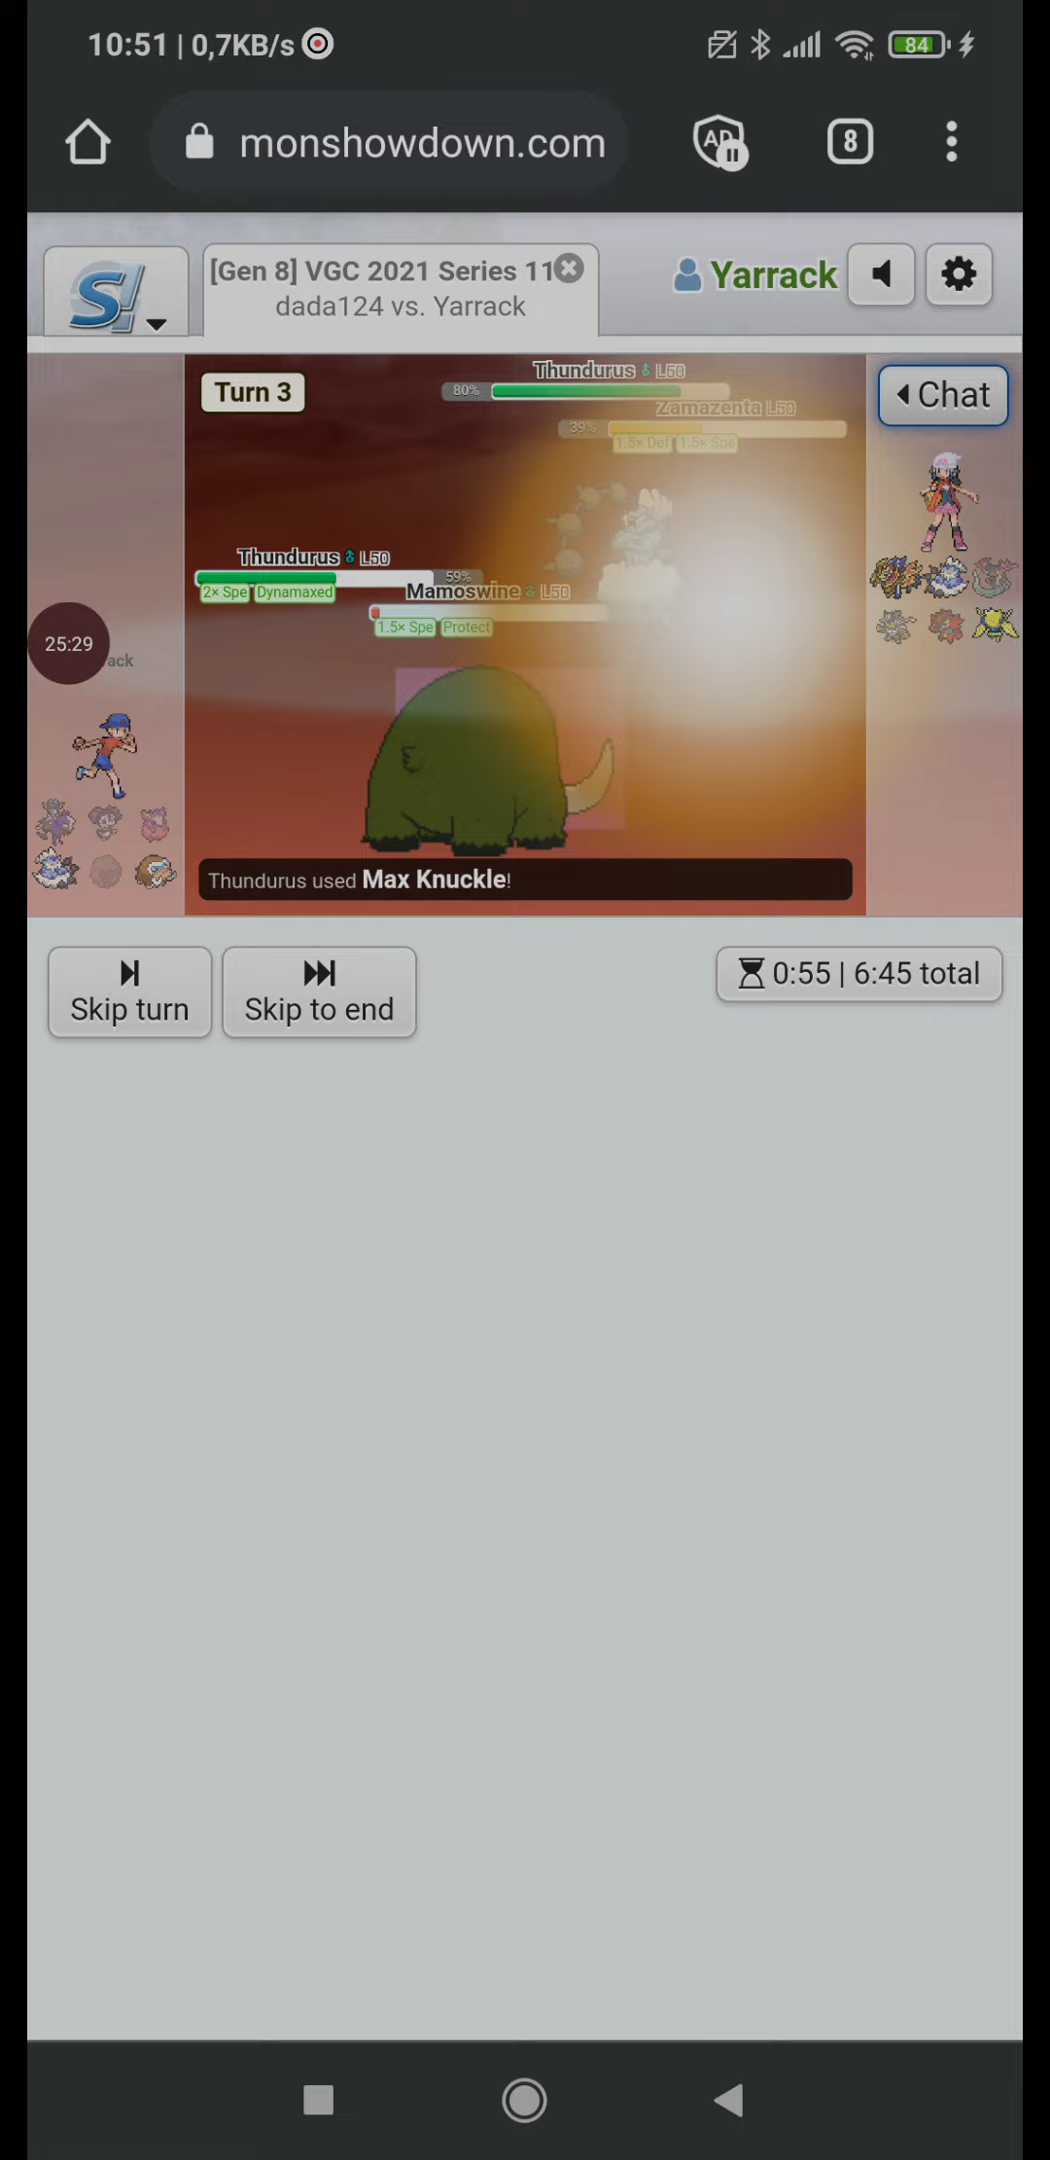 10:51 | 0,7KB/s
84
monshowdown.com
AD
8
[Gen 8] VGC 2021 Series 11
dada124 vs. Yarrack
Yarrack
Turn 3
Thundurus L50
80%
Zamazenta L50
39%
1.5× Def 1.5× Spe
Chat
Thundurus L50
59%
2× Spe Dynamaxed
Mamoswine L50
1.5× Spe Protect
25:29
ack
Thundurus used Max Knuckle!
Skip turn
Skip to end
0:55 | 6:45 total